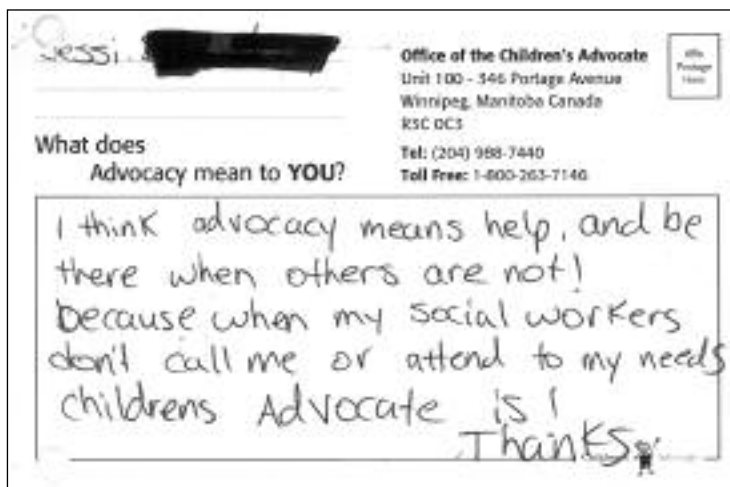 Jessi
Office of the Children's Advocate
Unit 100 - 346 Portage Avenue
Winnipeg, Manitoba Canada
R3C 0C3
Tel: (204) 988-7440
Toll Free: 1-800-263-7146
Affix
Postage
Here
What does
Advocacy mean to YOU?
I think advocacy means help, and be
there when others are not!
because when my social workers
don't call me or attend to my needs
childrens Advocate is!
Thanks